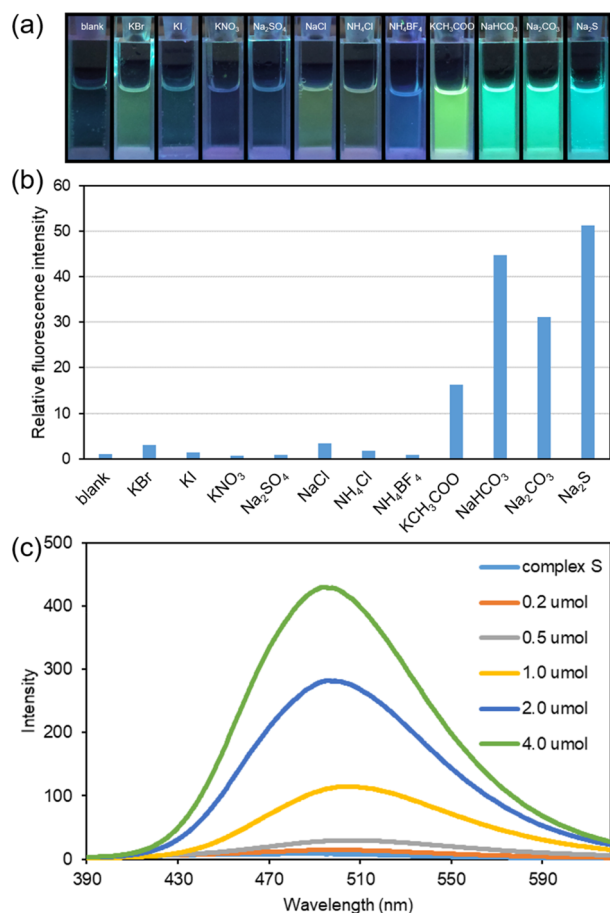 (a)
blank KBr KI KNO₃ Na₂SO₄ NaCl NH₄Cl NH₄BF₄ KCH₃COO NaHCO₃ Na₂CO₃ Na₂S
(b)
60
50
40
30
20
10
0
Relative fluorescence intensity
blank KBr KI KNO₃ Na₂SO₄ NaCl NH₄Cl NH₄BF₄ KCH₃COO NaHCO₃ Na₂CO₃ Na₂S
(c)
500
400
300
200
100
0
Intensity
complex S
0.2 umol
0.5 umol
1.0 umol
2.0 umol
4.0 umol
390 430 470 510 550 590
Wavelength (nm)